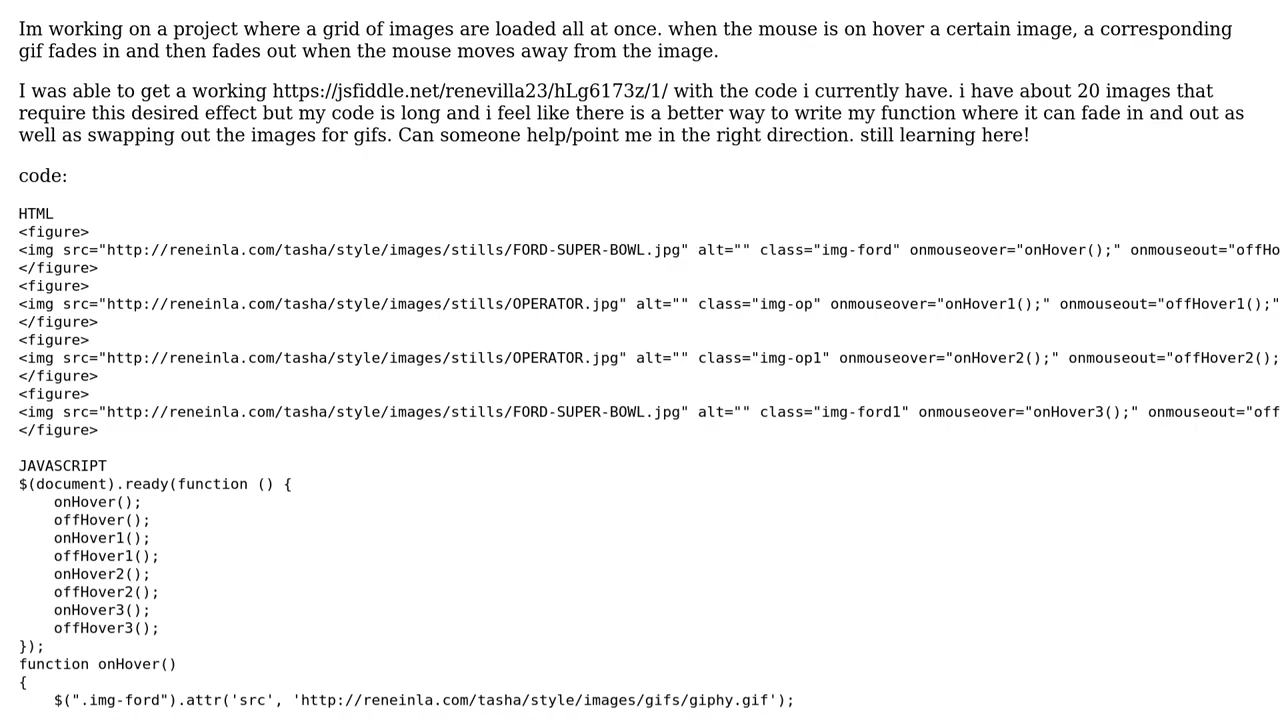 Im working on a project where a grid of images are loaded all at once. when the mouse is on hover a certain image, a corresponding
gif fades in and then fades out when the mouse moves away from the image.
I was able to get a working https://jsfiddle.net/renevilla23/hLg6173z/1/ with the code i currently have. i have about 20 images that
require this desired effect but my code is long and i feel like there is a better way to write my function where it can fade in and out as
well as swapping out the images for gifs. Can someone help/point me in the right direction. still learning here!
code:
HTML
<figure>
<img src="http://reneinla.com/tasha/style/images/stills/FORD-SUPER-BOWL.jpg" alt="" class="img-ford" onmouseover="onHover();" onmouseout="offHo
</figure>
<figure>
<img src="http://reneinla.com/tasha/style/images/stills/OPERATOR.jpg" alt="" class="img-op" onmouseover="onHover1();" onmouseout="offHover1();"
</figure>
<figure>
<img src="http://reneinla.com/tasha/style/images/stills/OPERATOR.jpg" alt="" class="img-op1" onmouseover="onHover2();" onmouseout="offHover2();
</figure>
<figure>
<img src="http://reneinla.com/tasha/style/images/stills/FORD-SUPER-BOWL.jpg" alt="" class="img-ford1" onmouseover="onHover3();" onmouseout="off
</figure>
JAVASCRIPT
$(document).ready(function () {
    onHover();
    offHover();
    onHover1();
    offHover1();
    onHover2();
    offHover2();
    onHover3();
    offHover3();
});
function onHover()
{
    $(".img-ford").attr('src', 'http://reneinla.com/tasha/style/images/gifs/giphy.gif');